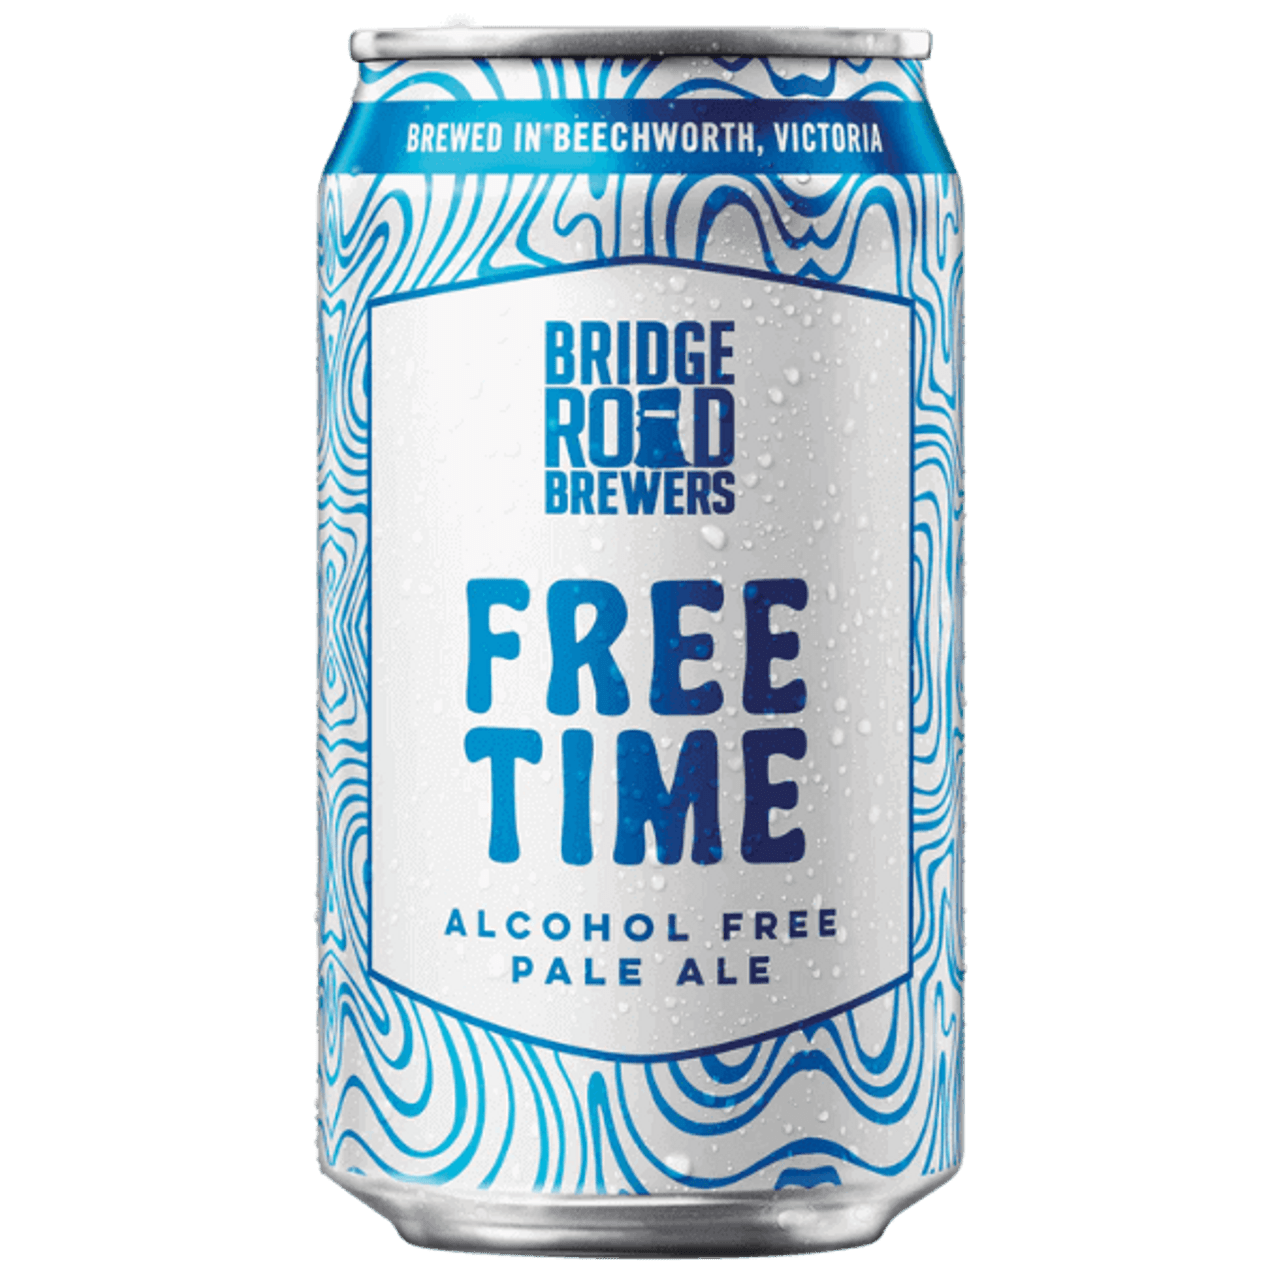 BREWED IN BEECHWORTH, VICTORIA
BRIDGE
ROAD
BREWERS
FREE
TIME
ALCOHOL FREE
PALE ALE